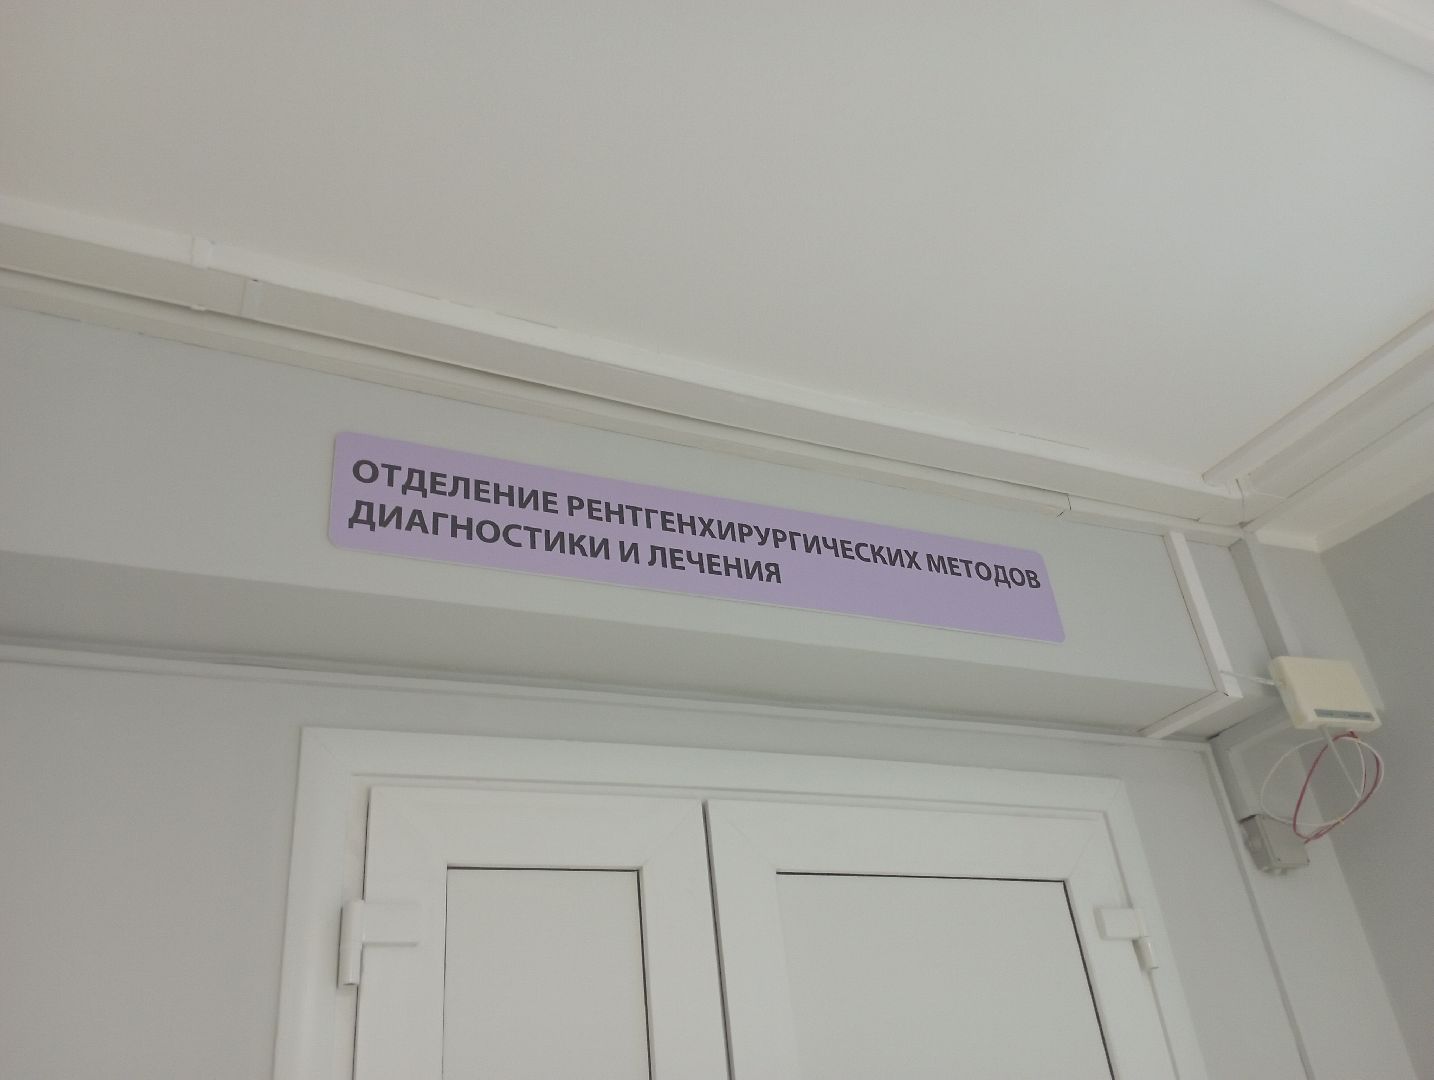 ОТДЕЛЕНИЕ РЕНТГЕНХИРУРГИЧЕСКИХ МЕТОДОВ
ДИАГНОСТИКИ И ЛЕЧЕНИЯ